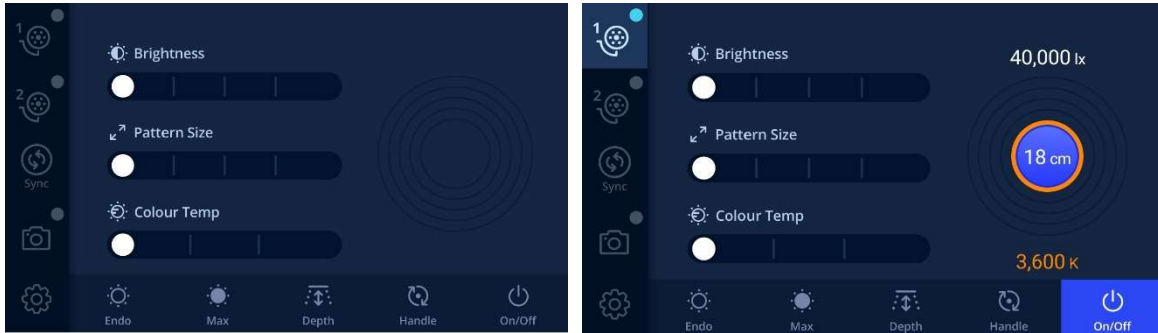 1
Brightness
2
Pattern Size
Sync
Colour Temp
Endo Max Depth Handle On/Off
1
Brightness
40,000 lx
2
Pattern Size
18 cm
Sync
Colour Temp
3,600 K
Endo Max Depth Handle On/Off